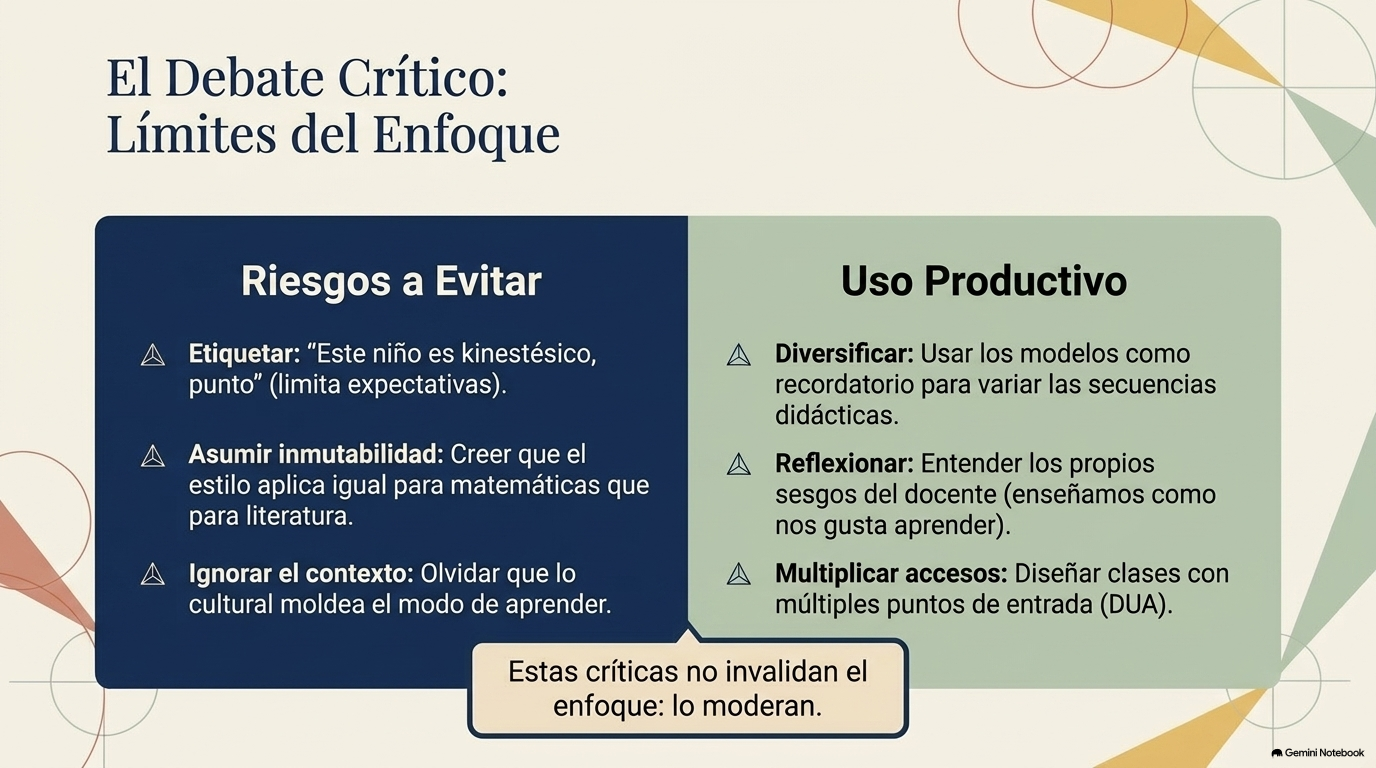 El Debate Crítico:
Límites del Enfoque
Riesgos a Evitar
Etiquetar: “Este niño es kinestésico,
punto” (limita expectativas).
Asumir inmutabilidad: Creer que el
estilo aplica igual para matemáticas que
para literatura.
Ignorar el contexto: Olvidar que lo
cultural moldea el modo de aprender.
Uso Productivo
Diversificar: Usar los modelos como
recordatorio para variar las secuencias
didácticas.
Reflexionar: Entender los propios
sesgos del docente (enseñamos como
nos gusta aprender).
Multiplicar accesos: Diseñar clases con
múltiples puntos de entrada (DUA).
Estas críticas no invalidan el
enfoque: lo moderan.
Gemini Notebook